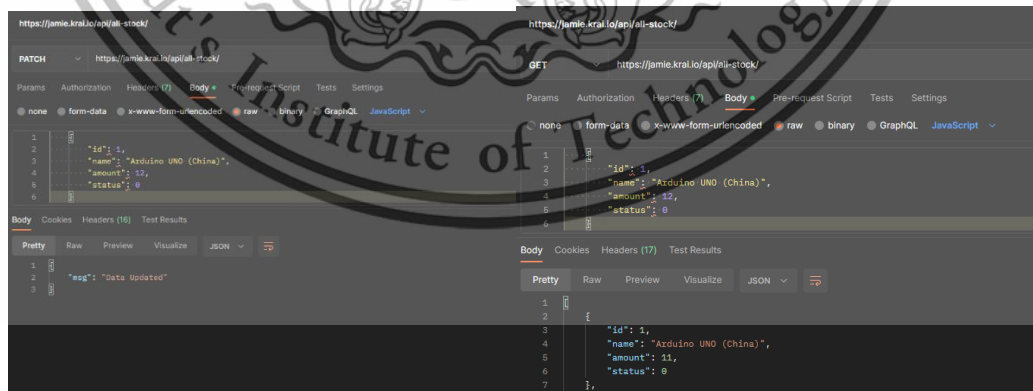 https://jamie.krai.io/api/all-stock/
PATCH https://jamie.krai.io/api/all-stock/
Params Authorization Headers (7) Body Pre-request Script Tests Settings
none form-data x-www-form-urlencoded raw binary GraphQL JavaScript
1 {
2 "id": 1,
3 "name": "Arduino UNO (China)",
4 "amount": 12,
5 "status": 0
6 }
Body Cookies Headers (16) Test Results
Pretty Raw Preview Visualize JSON
1 {
2 "msg": "Data Updated"
3 }
https://jamie.krai.io/api/all-stock/
GET https://jamie.krai.io/api/all-stock/
Params Authorization Headers (7) Body Pre-request Script Tests Settings
none form-data x-www-form-urlencoded raw binary GraphQL JavaScript
1 {
2 "id": 1,
3 "name": "Arduino UNO (China)",
4 "amount": 12,
5 "status": 0
6 }
Body Cookies Headers (17) Test Results
Pretty Raw Preview Visualize JSON
1 [
2 {
3 "id": 1,
4 "name": "Arduino UNO (China)",
5 "amount": 11,
6 "status": 0
7 },
Institute of Technology